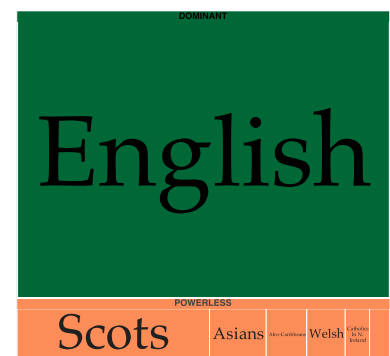 DOMINANT
English
POWERLESS
Scots
Asians
Afro-Caribbeans
Welsh
Catholics
In N.
Ireland